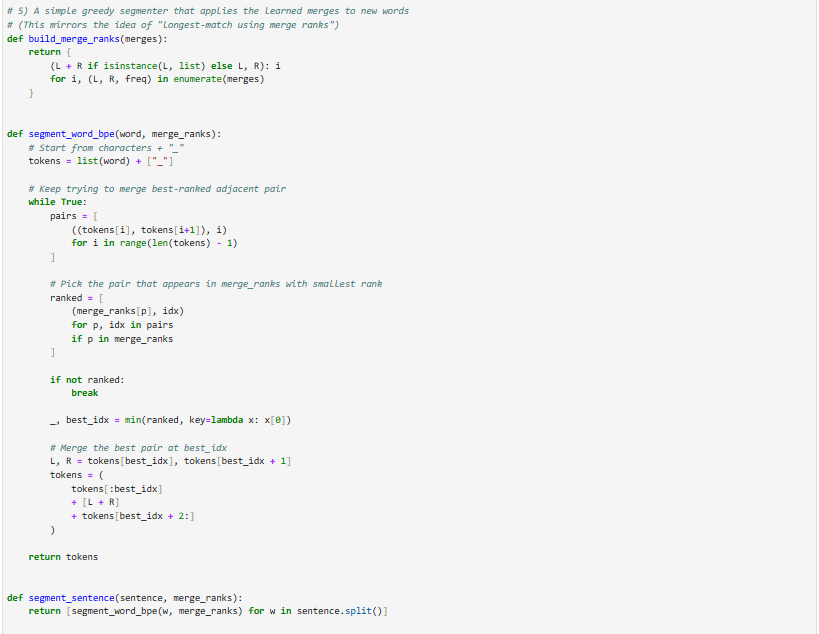 # 5) A simple greedy segmenter that applies the learned merges to new words
# (This mirrors the idea of "longest-match using merge ranks")
def build_merge_ranks(merges):
    return {
        (L + R if isinstance(L, list) else L, R): i
        for i, (L, R, freq) in enumerate(merges)
    }


def segment_word_bpe(word, merge_ranks):
    # Start from characters + "_"
    tokens = list(word) + ["_"]

    # Keep trying to merge best-ranked adjacent pair
    while True:
        pairs = [
            ((tokens[i], tokens[i+1]), i)
            for i in range(len(tokens) - 1)
        ]

        # Pick the pair that appears in merge_ranks with smallest rank
        ranked = [
            (merge_ranks[p], idx)
            for p, idx in pairs
            if p in merge_ranks
        ]

        if not ranked:
            break

        _, best_idx = min(ranked, key=lambda x: x[0])

        # Merge the best pair at best_idx
        L, R = tokens[best_idx], tokens[best_idx + 1]
        tokens = (
            tokens[:best_idx]
            + [L + R]
            + tokens[best_idx + 2:]
        )

    return tokens


def segment_sentence(sentence, merge_ranks):
    return [segment_word_bpe(w, merge_ranks) for w in sentence.split()]